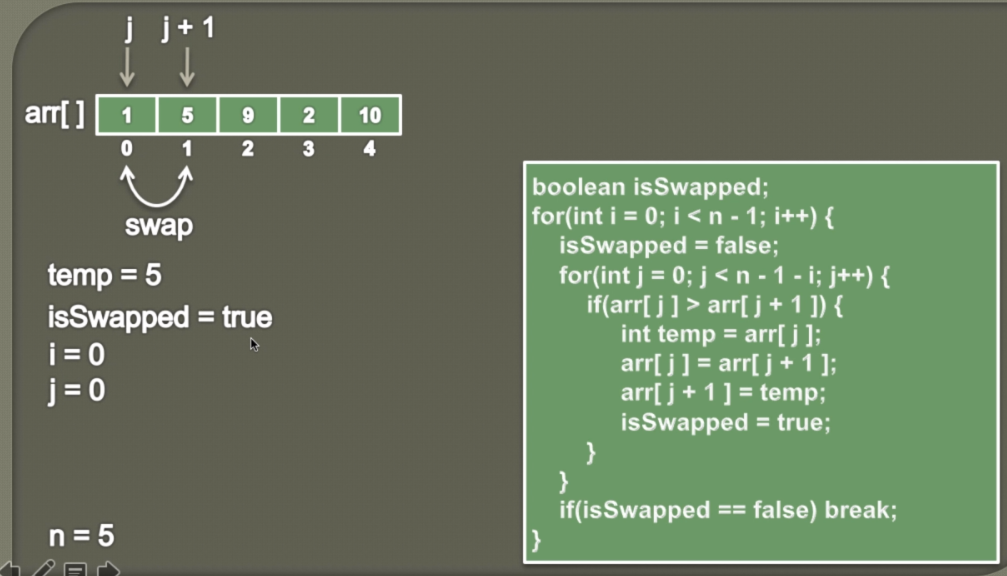 j j + 1
arr[ ] 1 5 9 2 10
0 1 2 3 4
swap
temp = 5
isSwapped = true
i = 0
j = 0
n = 5
boolean isSwapped;
for(int i = 0; i < n - 1; i++) {
isSwapped = false;
for(int j = 0; j < n - 1 - i; j++) {
if(arr[ j ] > arr[ j + 1 ]) {
int temp = arr[ j ];
arr[ j ] = arr[ j + 1 ];
arr[ j + 1 ] = temp;
isSwapped = true;
}
}
if(isSwapped == false) break;
}